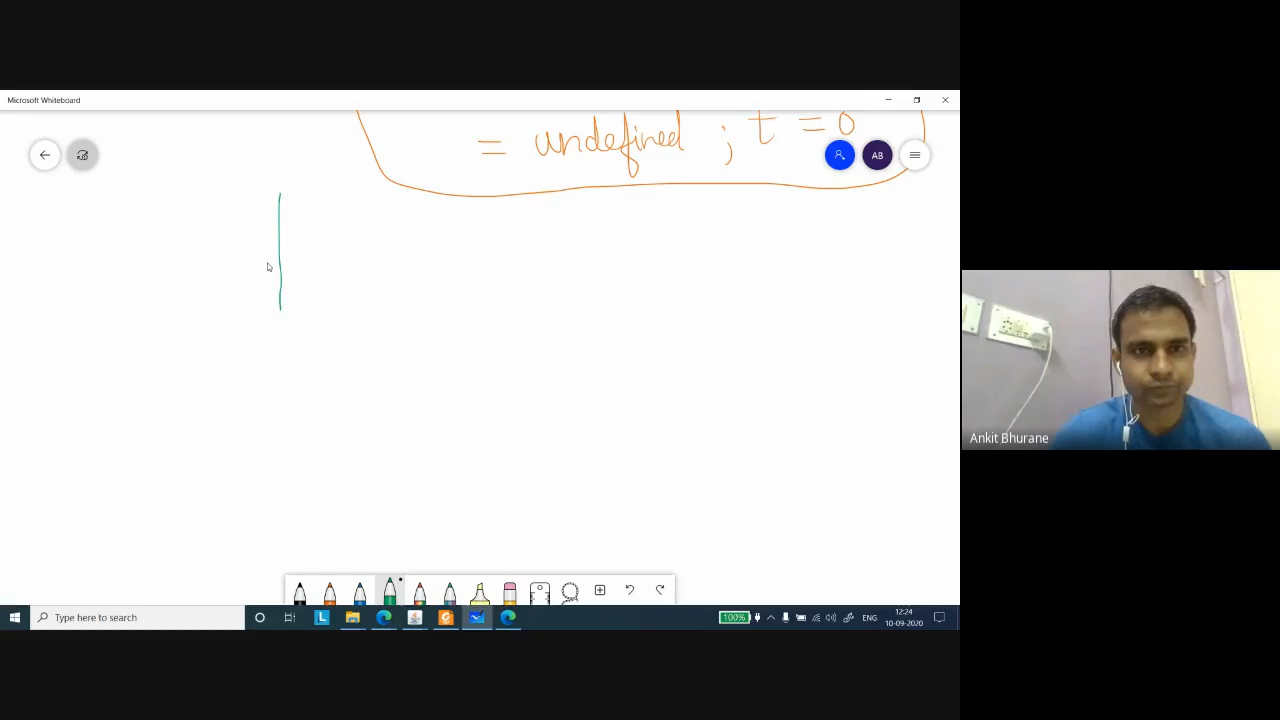 Microsoft Whiteboard
= undefined ; t = 0
AB
Ankit Bhurane
Type here to search
L
100%
ENG
12:24
10-09-2020